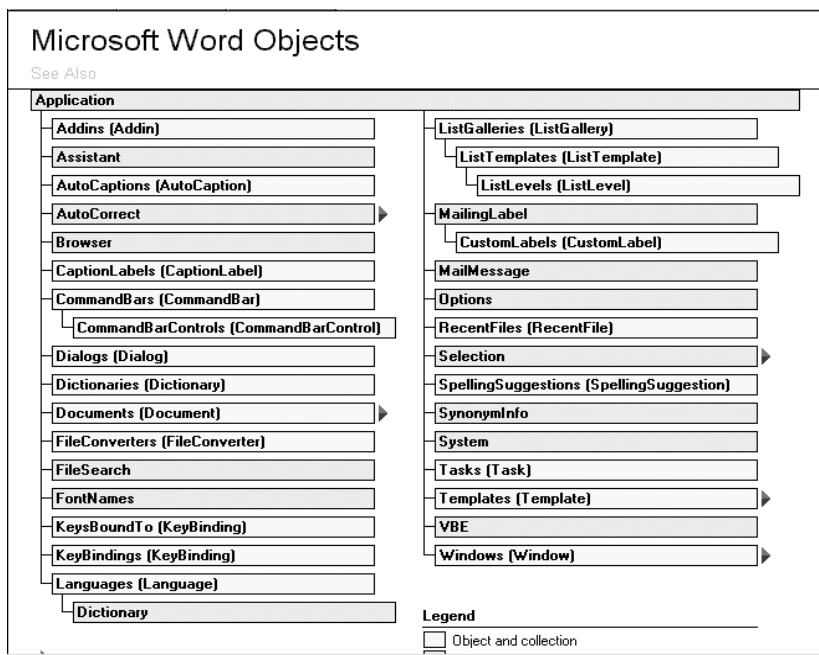 Microsoft Word Objects
See Also
Application
Addins (Addin)
Assistant
AutoCaptions (AutoCaption)
AutoCorrect
Browser
CaptionLabels (CaptionLabel)
CommandBars (CommandBar)
CommandBarControls (CommandBarControl)
Dialogs (Dialog)
Dictionaries (Dictionary)
Documents (Document)
FileConverters (FileConverter)
FileSearch
FontNames
KeysBoundTo (KeyBinding)
KeyBindings (KeyBinding)
Languages (Language)
Dictionary
ListGalleries (ListGallery)
ListTemplates (ListTemplate)
ListLevels (ListLevel)
MailingLabel
CustomLabels (CustomLabel)
MailMessage
Options
RecentFiles (RecentFile)
Selection
SpellingSuggestions (SpellingSuggestion)
SynonymInfo
System
Tasks (Task)
Templates (Template)
VBE
Windows (Window)
Legend
Object and collection